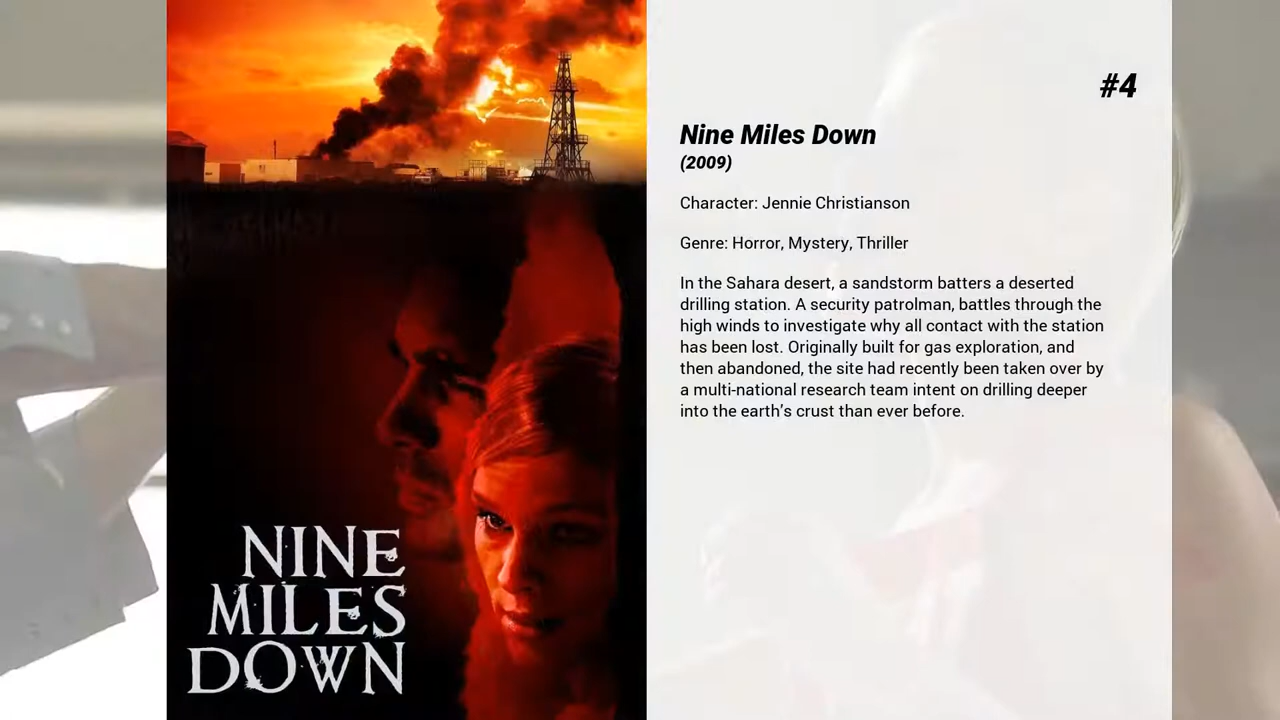 #4
Nine Miles Down
(2009)
Character: Jennie Christianson
Genre: Horror, Mystery, Thriller
In the Sahara desert, a sandstorm batters a deserted
drilling station. A security patrolman, battles through the
high winds to investigate why all contact with the station
has been lost. Originally built for gas exploration, and
then abandoned, the site had recently been taken over by
a multi-national research team intent on drilling deeper
into the earth’s crust than ever before.
NINE
MILES
DOWN